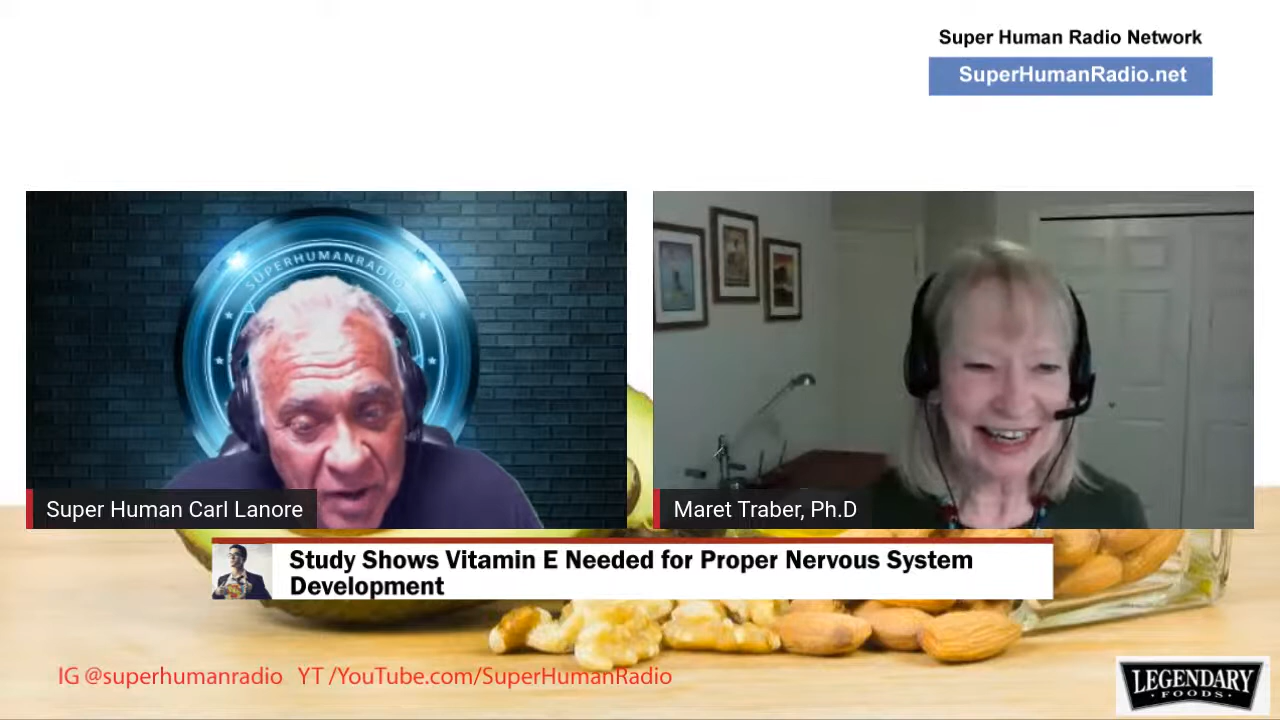 Super Human Radio Network
SuperHumanRadio.net
SUPERHUMANRADIO
Super Human Carl Lanore
Maret Traber, Ph.D
Study Shows Vitamin E Needed for Proper Nervous System
Development
IG @superhumanradio YT /YouTube.com/SuperHumanRadio
LEGENDARY
FOODS